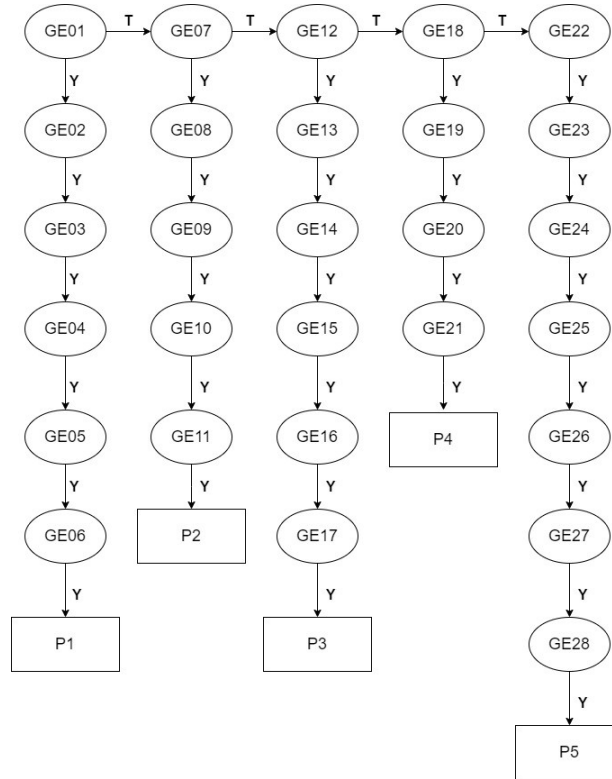 GE01 T GE07 T GE12 T GE18 T GE22
Y Y Y Y Y
GE02 GE08 GE13 GE19 GE23
Y Y Y Y Y
GE03 GE09 GE14 GE20 GE24
Y Y Y Y Y
GE04 GE10 GE15 GE21 GE25
Y Y Y Y Y
GE05 GE11 GE16 P4 GE26
Y Y Y Y
GE06 P2 GE17 GE27
Y Y Y
P1 P3 GE28
Y
P5